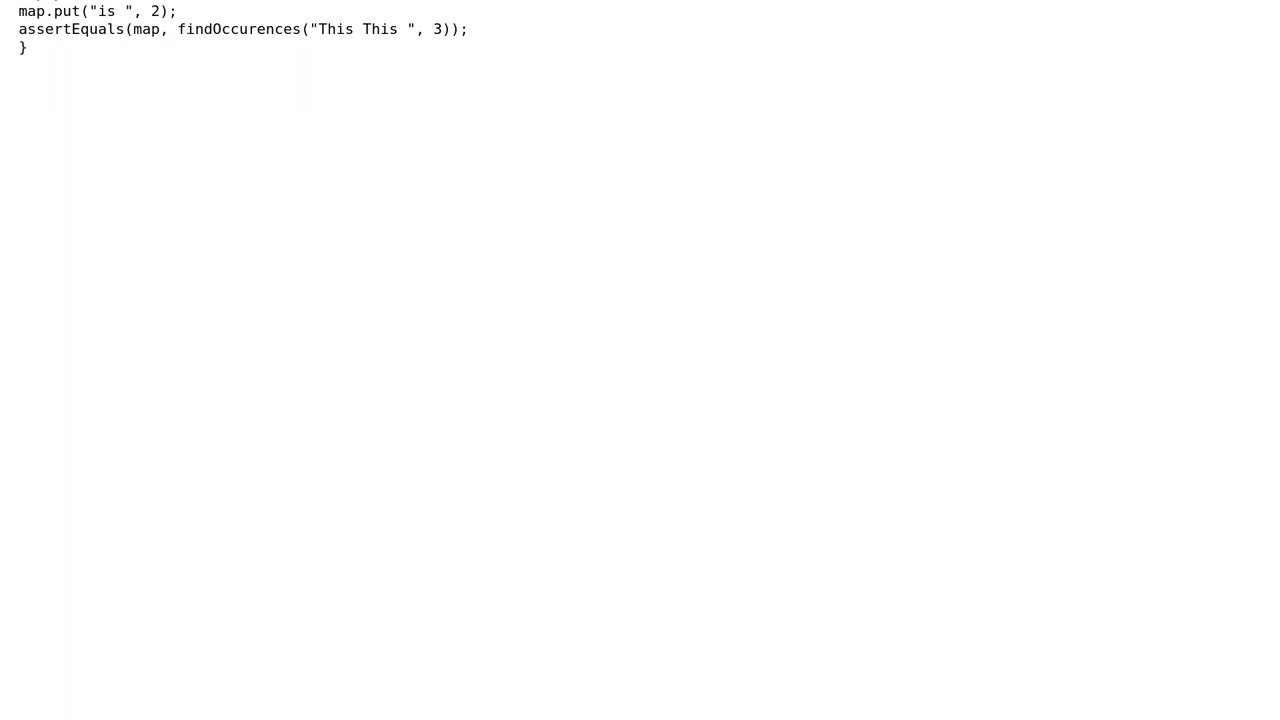 map.put("is ", 2);
assertEquals(map, findOccurences("This This ", 3));
}